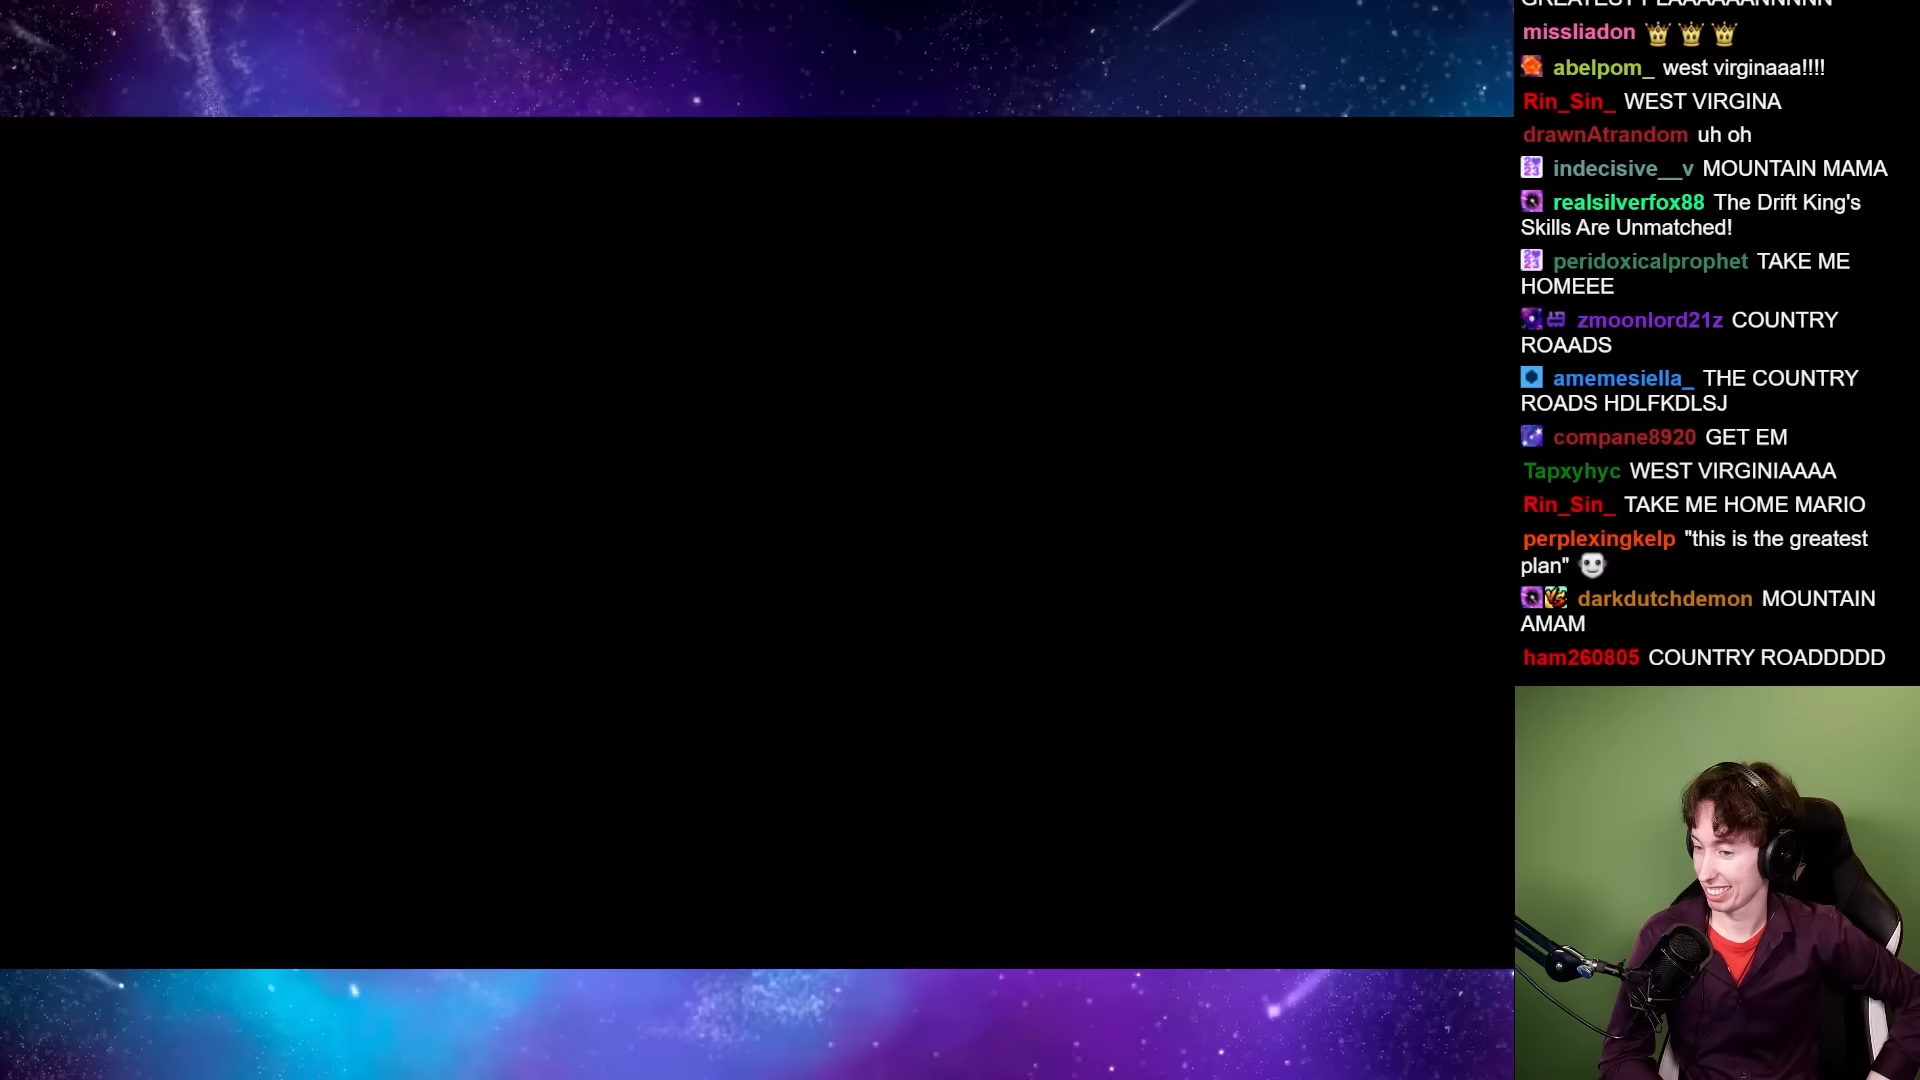 GREATEST PLAAAAAANNNNN
missliadon
abelpom_ west virginaaa!!!!
Rin_Sin_ WEST VIRGINA
drawnAtrandom uh oh
indecisive__v MOUNTAIN MAMA
realsilverfox88 The Drift King's
Skills Are Unmatched!
peridoxicalprophet TAKE ME
HOMEEE
zmoonlord21z COUNTRY
ROAADS
amemesiella_ THE COUNTRY
ROADS HDLFKDLSJ
compane8920 GET EM
Tapxyhyc WEST VIRGINIAAAA
Rin_Sin_ TAKE ME HOME MARIO
perplexingkelp "this is the greatest
plan"
darkdutchdemon MOUNTAIN
AMAM
ham260805 COUNTRY ROADDDDD